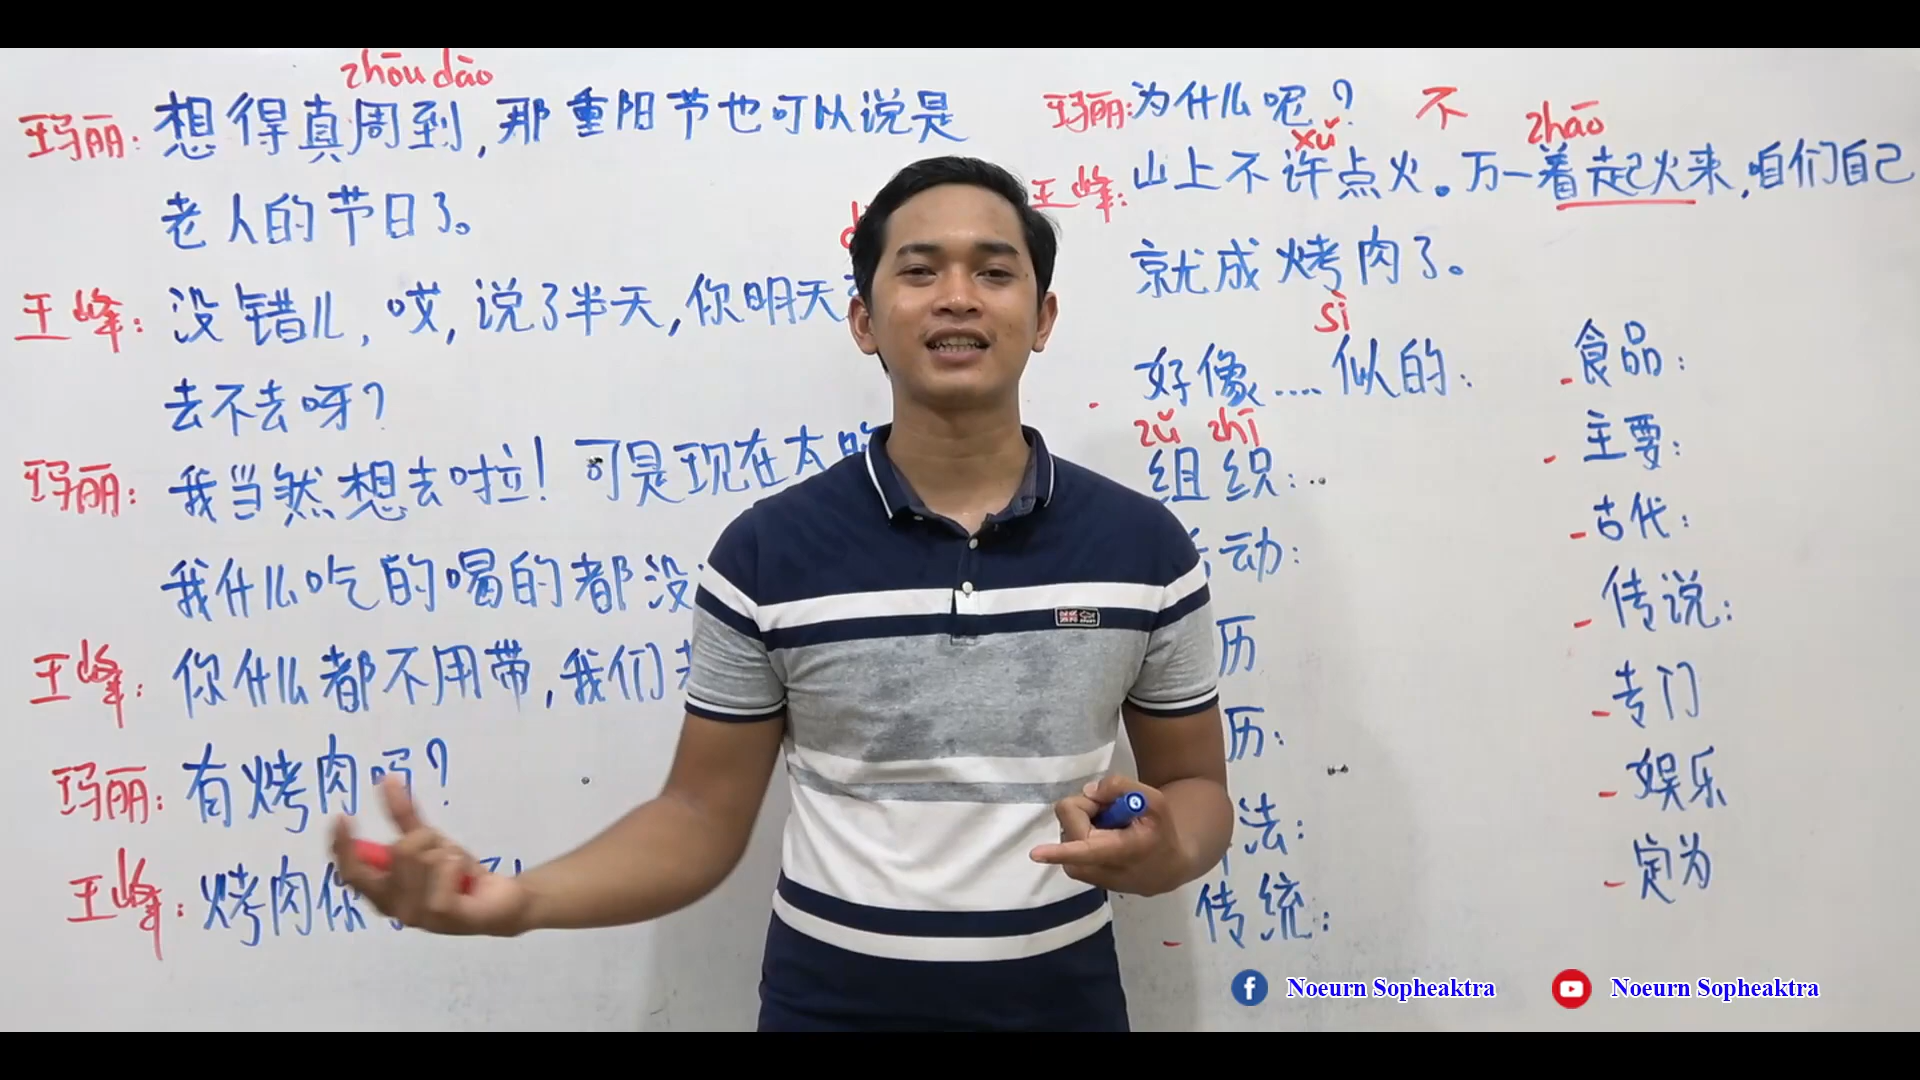 zhōu dào
玛丽: 想得真周到, 那重阳节也可以说是
老人的节日了。
王峰: 没错儿, 哎, 说了半天, 你明天
去不去呀?
玛丽: 我当然想去啦! 可是现在太晚
我什么吃的喝的都没
王峰: 你什么都不用带, 我们
玛丽: 有烤肉吗?
王峰: 烤肉你
玛丽: 为什么呢? 不
xǔ zhāo
王峰: 山上不许点火。万一着起火来, 咱们自己
就成烤肉了。
sì
- 好像....似的:
zǔ zhī
组织:
动:
历
历:
法:
- 传统:
- 食品:
- 主要:
- 古代:
- 传说:
- 专门
- 娱乐
- 定为
Noeurn Sopheaktra
Noeurn Sopheaktra